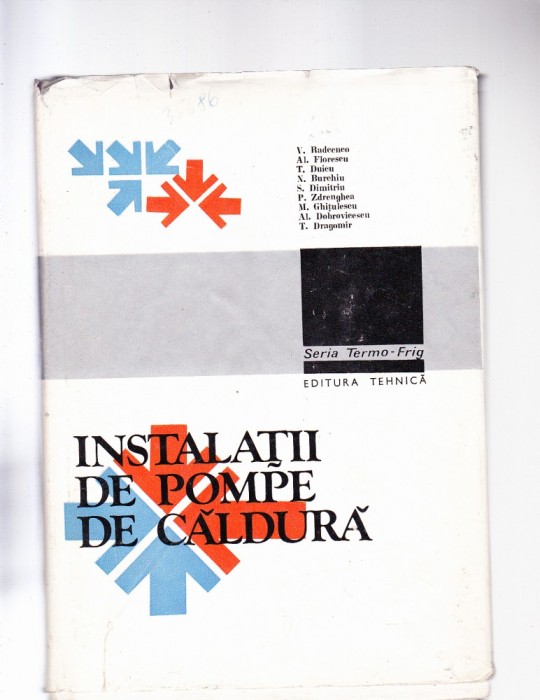 V. Radcenco
Al. Florescu
T. Duicu
N. Burchiu
S. Dimitriu
P. Zdrenghea
M. Ghițulescu
Al. Dobrovicescu
T. Dragomir
Seria Termo-Frig
EDITURA TEHNICĂ
INSTALAȚII
DE POMPE
DE CĂLDURĂ